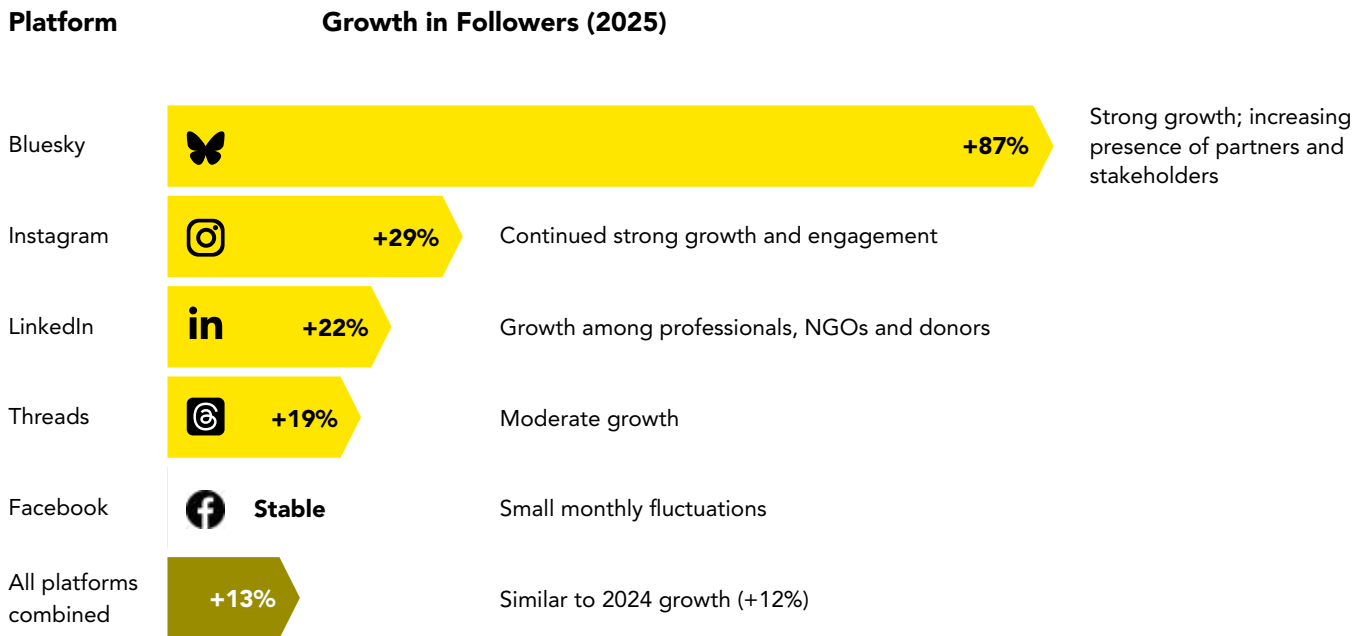 Platform Growth in Followers (2025)
Bluesky +87% Strong growth; increasing
presence of partners and
stakeholders
Instagram +29% Continued strong growth and engagement
LinkedIn in +22% Growth among professionals, NGOs and donors
Threads +19% Moderate growth
Facebook Stable Small monthly fluctuations
All platforms
combined +13% Similar to 2024 growth (+12%)